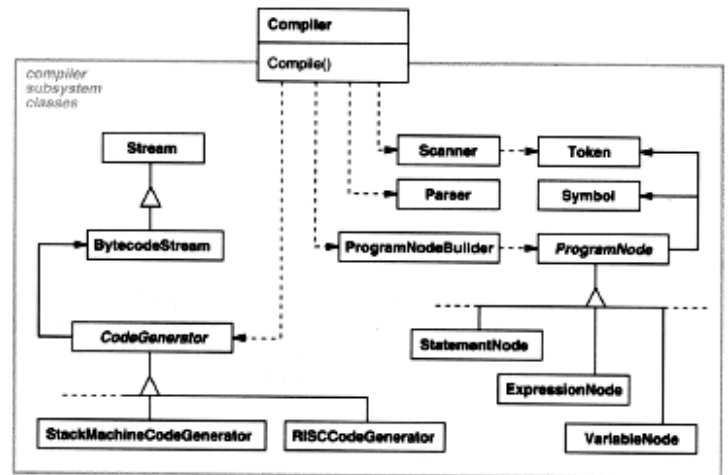 Compiler
Compile()
compiler
subsystem
classes
Stream
Scanner
Token
Parser
Symbol
BytecodeStream
ProgramNodeBuilder
ProgramNode
CodeGenerator
StatementNode
ExpressionNode
StackMachineCodeGenerator
RISCCodeGenerator
VariableNode